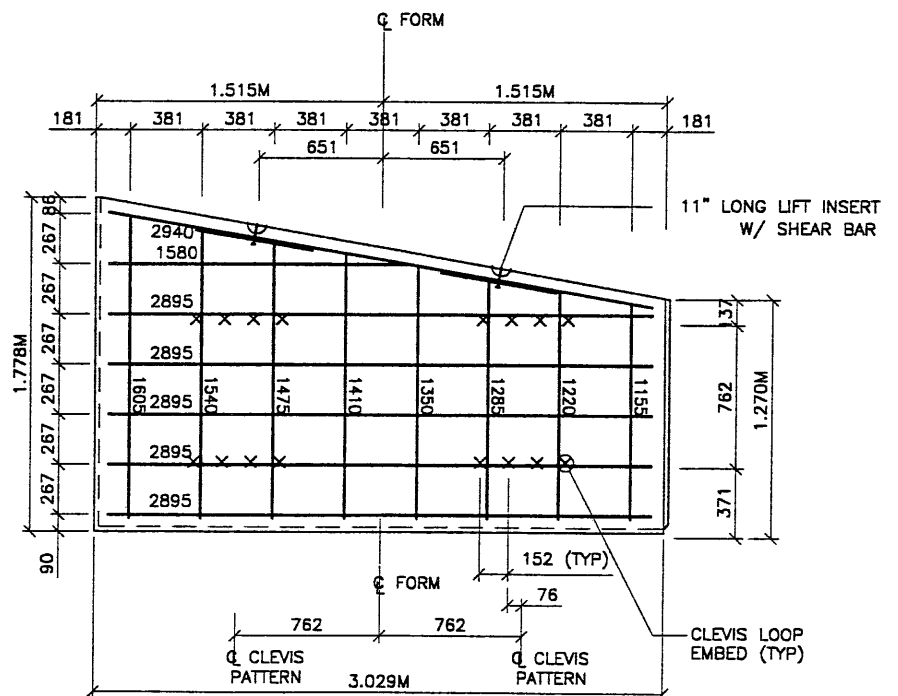 ℄ FORM
1.515M 1.515M
181 381 381 381 381 381 381 381 181
651 651
11" LONG LIFT INSERT
W/ SHEAR BAR
86
267
267
267
267
267
267
90
1.778M
2940
1580
2895
2895
2895
2895
2895
1605 1540 1475 1410 1350 1285 1220 1155
137
762
371
1.270M
152 (TYP)
76
℄ FORM
762 762
℄ CLEVIS
PATTERN
℄ CLEVIS
PATTERN
CLEVIS LOOP
EMBED (TYP)
3.029M